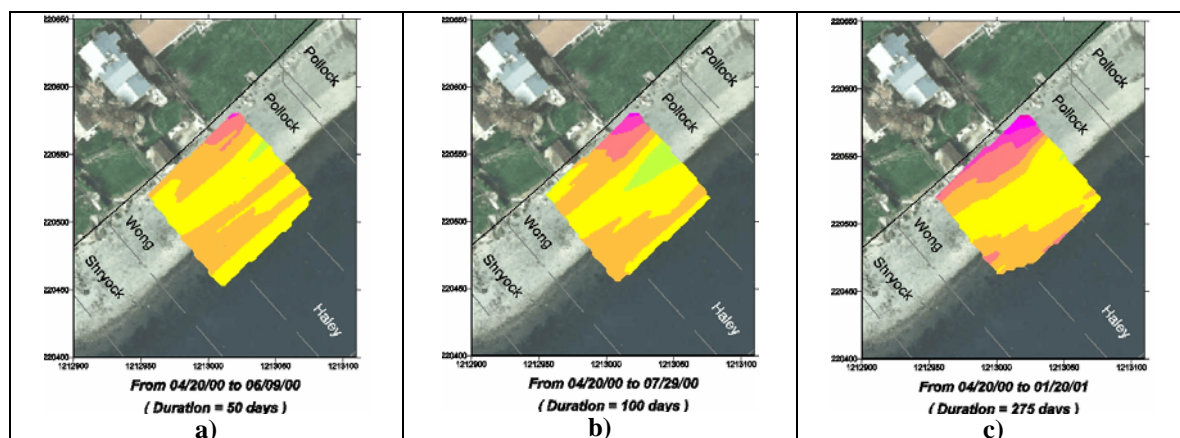 220650
220600
220550
220500
220450
220400
1212900
1212950
1213000
1213050
1213100
Pollock
Pollock
Wong
Shryock
Haley
From 04/20/00 to 06/09/00
( Duration = 50 days )
a)
220650
220600
220550
220500
220450
220400
1212900
1212950
1213000
1213050
1213100
Pollock
Pollock
Wong
Shryock
Haley
From 04/20/00 to 07/29/00
( Duration = 100 days )
b)
220650
220600
220550
220500
220450
220400
1212900
1212950
1213000
1213050
1213100
Pollock
Pollock
Wong
Shryock
Haley
From 04/20/00 to 01/20/01
( Duration = 275 days )
c)